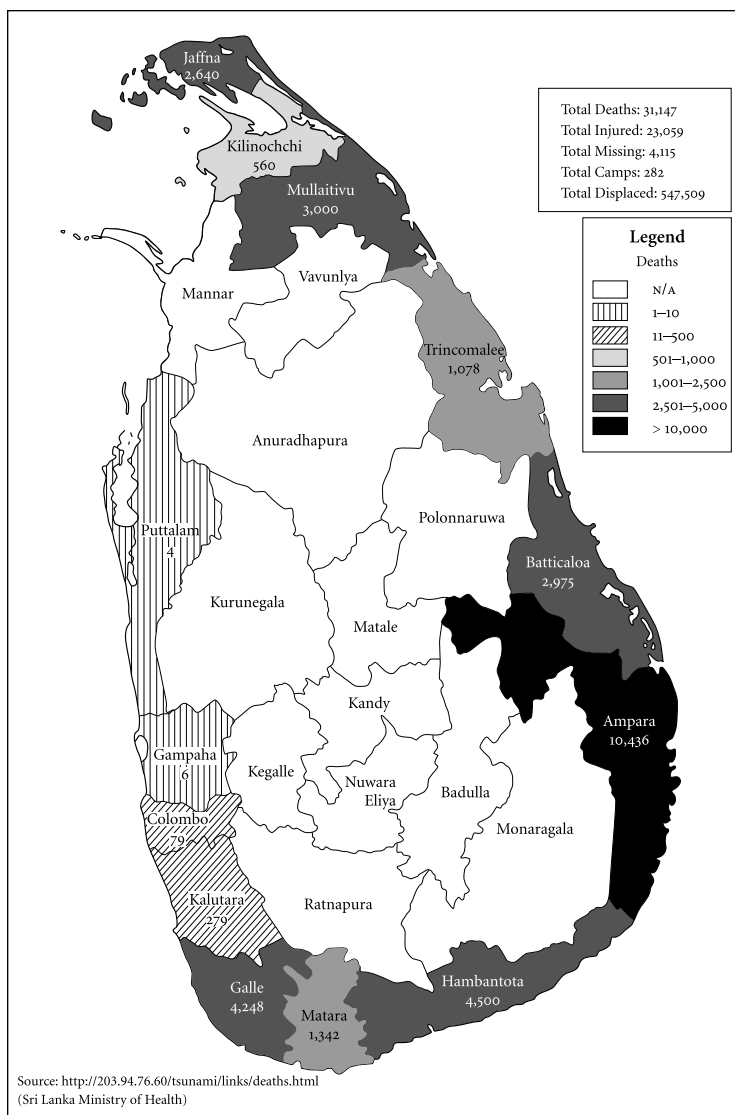 Jaffna
2,640
Kilinochchi
560
Mullaitivu
3,000
Mannar
Vavunlya
Trincomalee
1,078
Anuradhapura
Polonnaruwa
Puttalam
4
Batticaloa
2,975
Kurunegala
Matale
Kandy
Ampara
10,436
Gampaha
6
Kegalle
Nuwara
Eliya
Badulla
Colombo
79
Monaragala
Kalutara
279
Ratnapura
Galle
4,248
Hambantota
4,500
Matara
1,342
Total Deaths: 31,147
Total Injured: 23,059
Total Missing: 4,115
Total Camps: 282
Total Displaced: 547,509
Legend
Deaths
N/A
1–10
11–500
501–1,000
1,001–2,500
2,501–5,000
> 10,000
Source: http://203.94.76.60/tsunami/links/deaths.html
(Sri Lanka Ministry of Health)